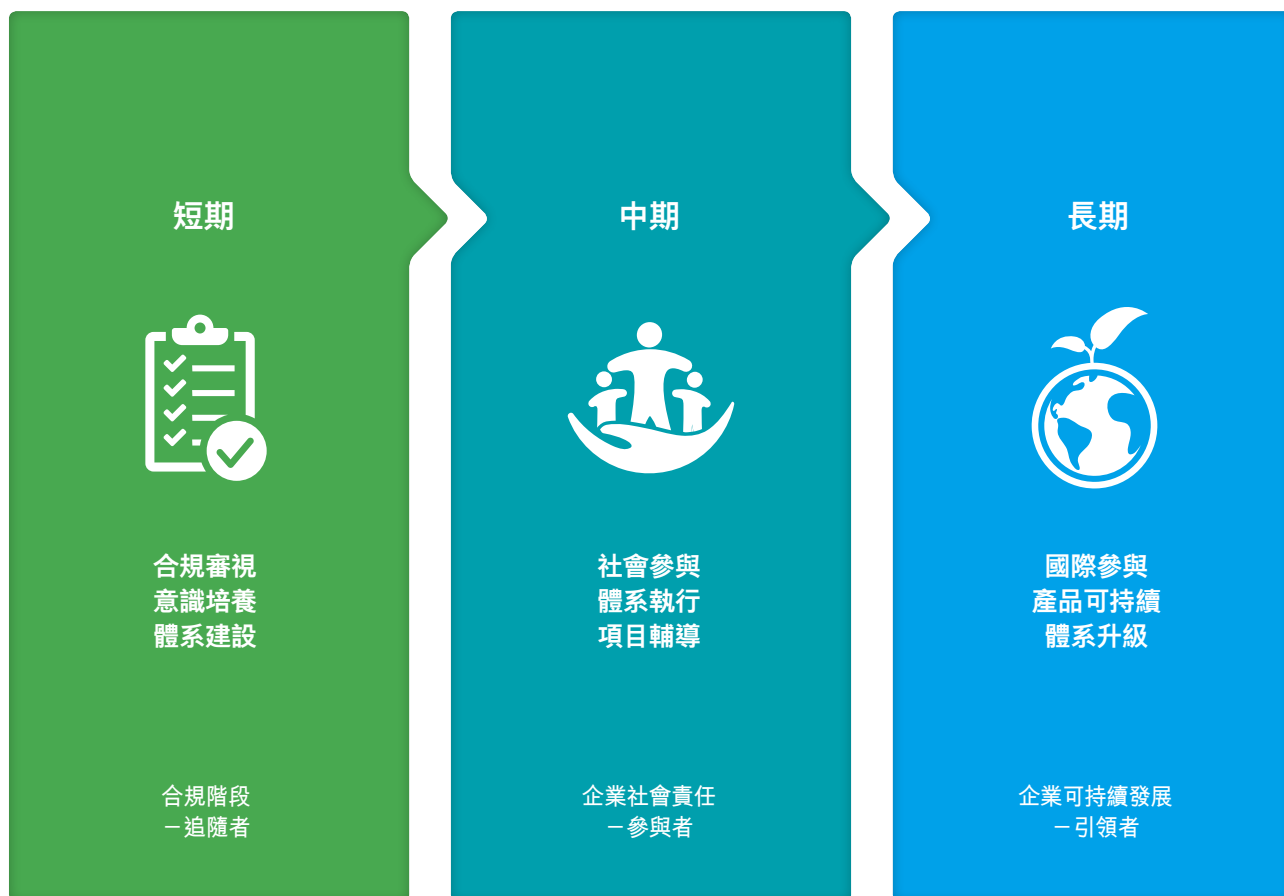 短期
合規審視
意識培養
體系建設
合規階段
－追隨者
中期
社會參與
體系執行
項目輔導
企業社會責任
－參與者
長期
國際參與
產品可持續
體系升級
企業可持續發展
－引領者